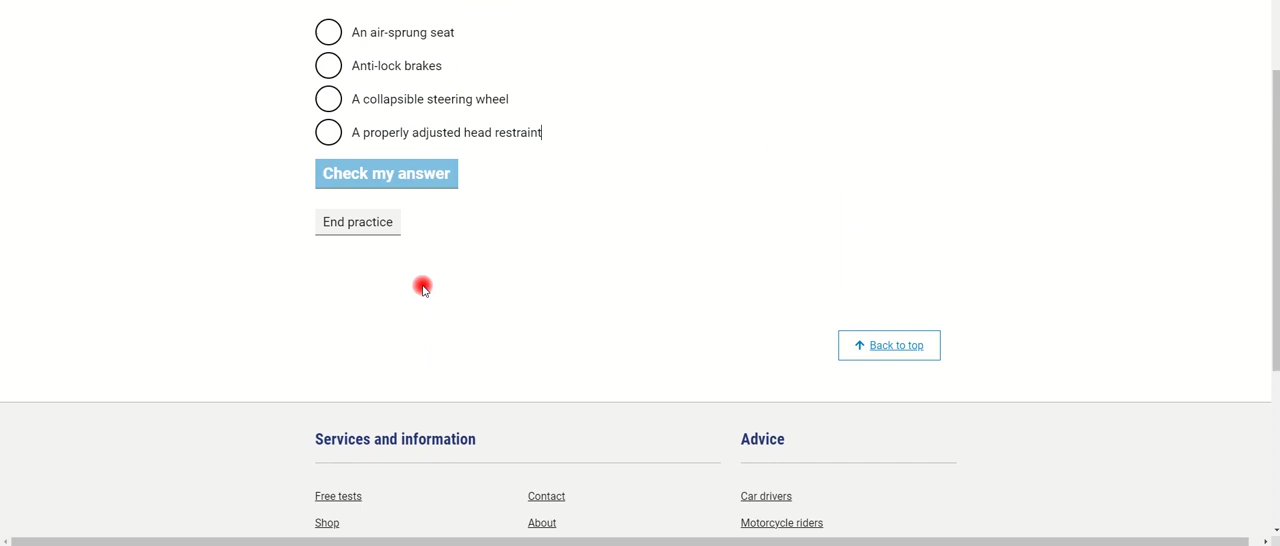 An air-sprung seat
Anti-lock brakes
A collapsible steering wheel
A properly adjusted head restraint
Check my answer
End practice
Back to top
Services and information
Advice
Free tests
Contact
Car drivers
Shop
About
Motorcycle riders